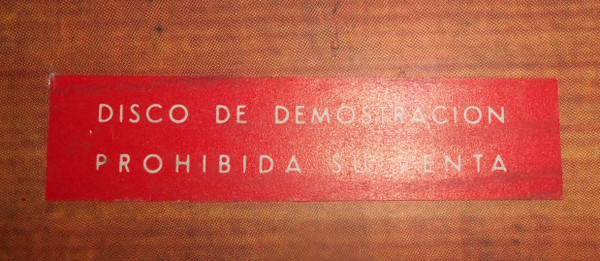 DISCO DE DEMOSTRACION
PROHIBIDA SU VENTA